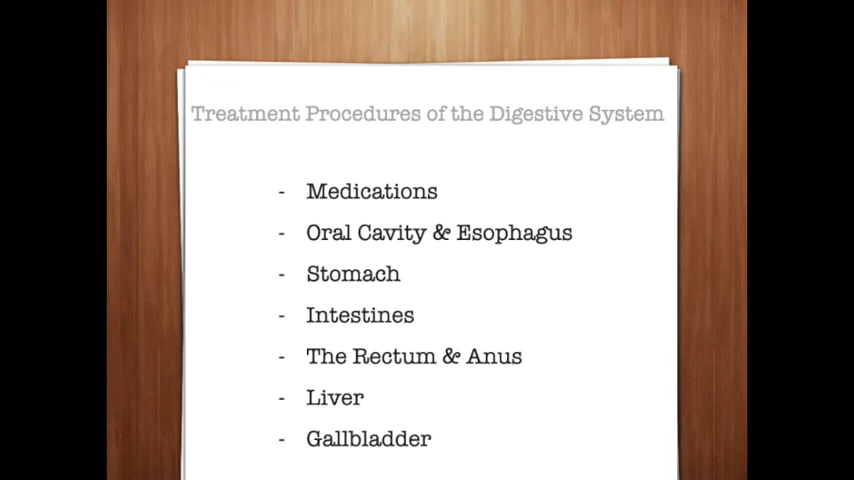 Treatment Procedures of the Digestive System
- Medications
- Oral Cavity & Esophagus
- Stomach
- Intestines
- The Rectum & Anus
- Liver
- Gallbladder